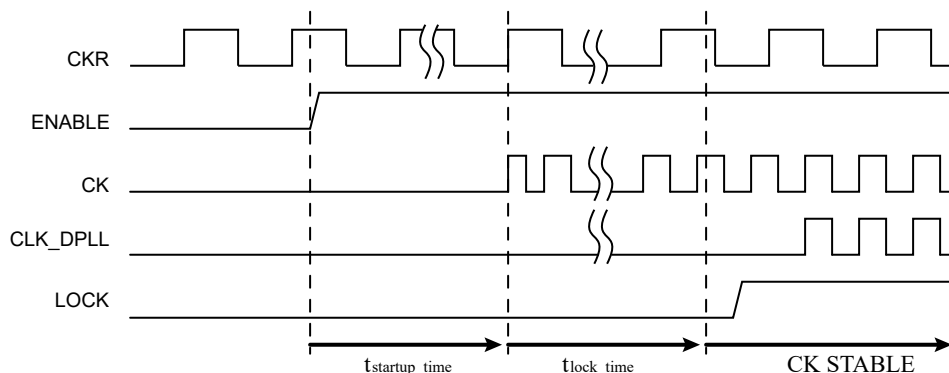 CKR
ENABLE
CK
CLK_DPLL
LOCK
tstartup_time tlock_time CK STABLE